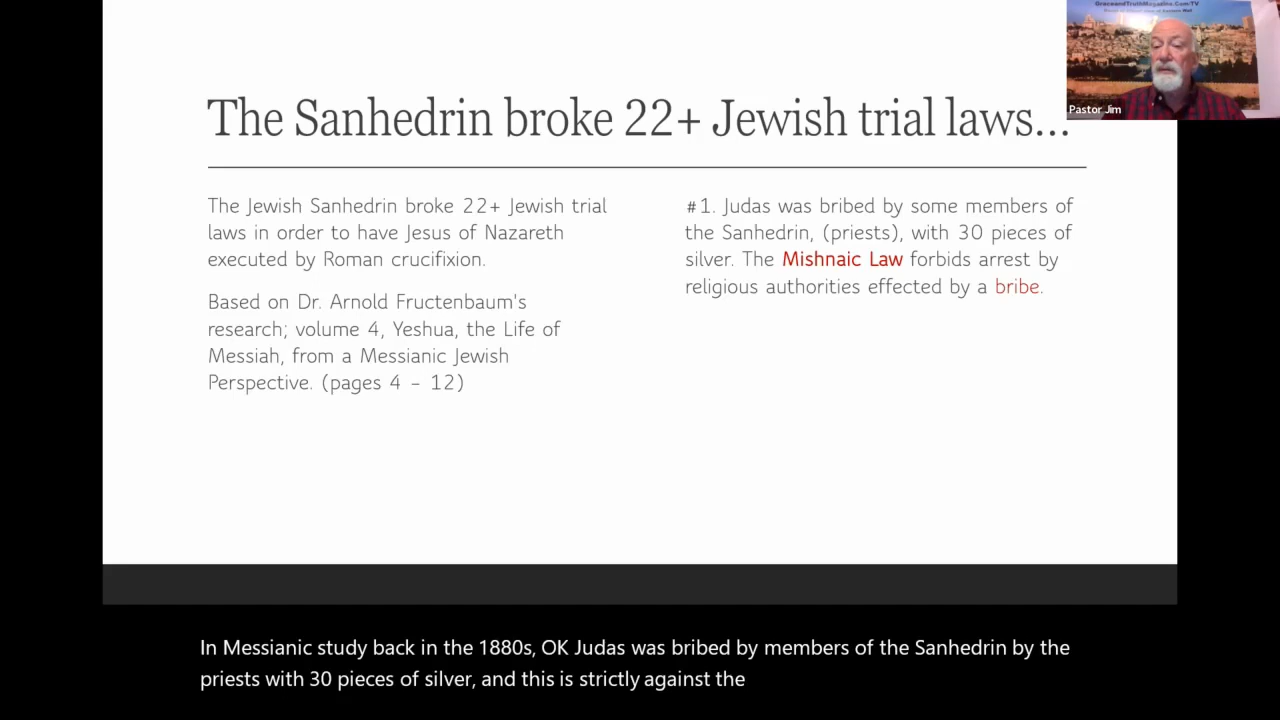 GraceandTruthMagazine.Com/TV
Pastor Jim
The Sanhedrin broke 22+ Jewish trial laws...
The Jewish Sanhedrin broke 22+ Jewish trial
laws in order to have Jesus of Nazareth
executed by Roman crucifixion.
Based on Dr. Arnold Fructenbaum's
research; volume 4, Yeshua, the Life of
Messiah, from a Messianic Jewish
Perspective. (pages 4 – 12)
#1. Judas was bribed by some members of
the Sanhedrin, (priests), with 30 pieces of
silver. The Mishnaic Law forbids arrest by
religious authorities effected by a bribe.
In Messianic study back in the 1880s, OK Judas was bribed by members of the Sanhedrin by the
priests with 30 pieces of silver, and this is strictly against the